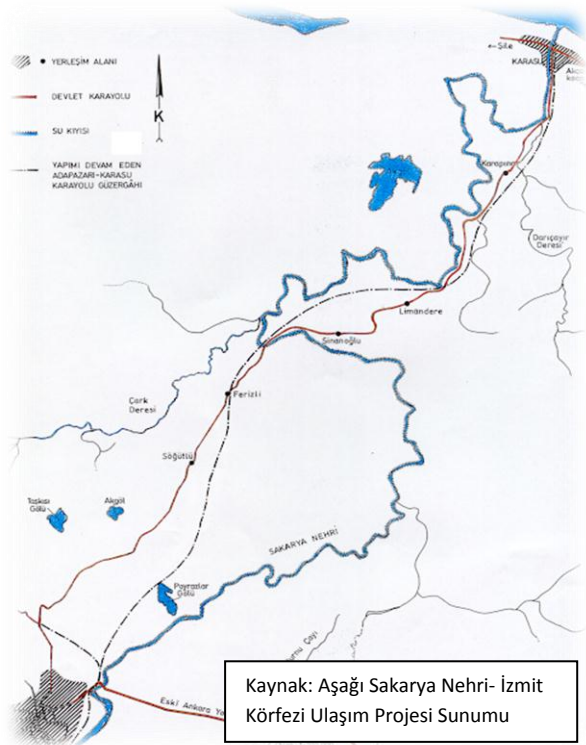 YERLEŞİM ALANI
DEVLET KARAYOLU
SU KIYISI
YAPIMI DEVAM EDEN
ADAPAZARI-KARASU
KARAYOLU GÜZERGÂHI
K
←Şile
KARASU
Karapınar
Darıçayır
Deresi
Limandere
Sinanoğlu
Ferizli
Çark
Deresi
Söğütlü
Taşkısı
Gölü
Akgöl
SAKARYA NEHRİ
Poyrazlar
Gölü
Çayı
Eski Ankara
Kaynak: Aşağı Sakarya Nehri- İzmit
Körfezi Ulaşım Projesi Sunumu